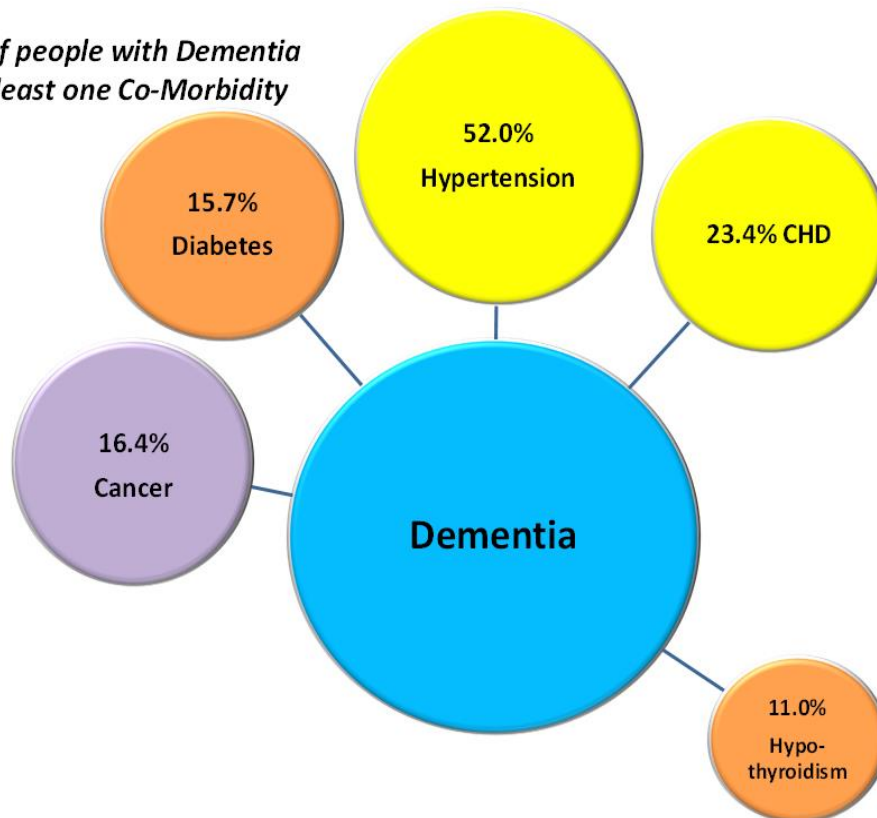 of people with Dementia
least one Co-Morbidity
52.0%
Hypertension
15.7%
Diabetes
23.4% CHD
16.4%
Cancer
Dementia
11.0%
Hypo-
thyroidism